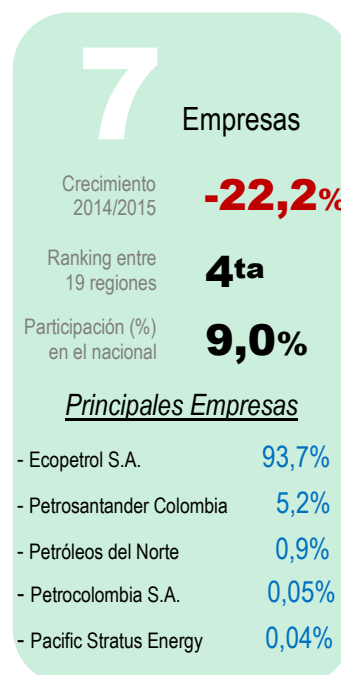 7 Empresas
Crecimiento
2014/2015 -22,2%
Ranking entre
19 regiones 4ta
Participación (%)
en el nacional 9,0%
Principales Empresas
- Ecopetrol S.A. 93,7%
- Petrosantander Colombia 5,2%
- Petróleos del Norte 0,9%
- Petrocolombia S.A. 0,05%
- Pacific Stratus Energy 0,04%